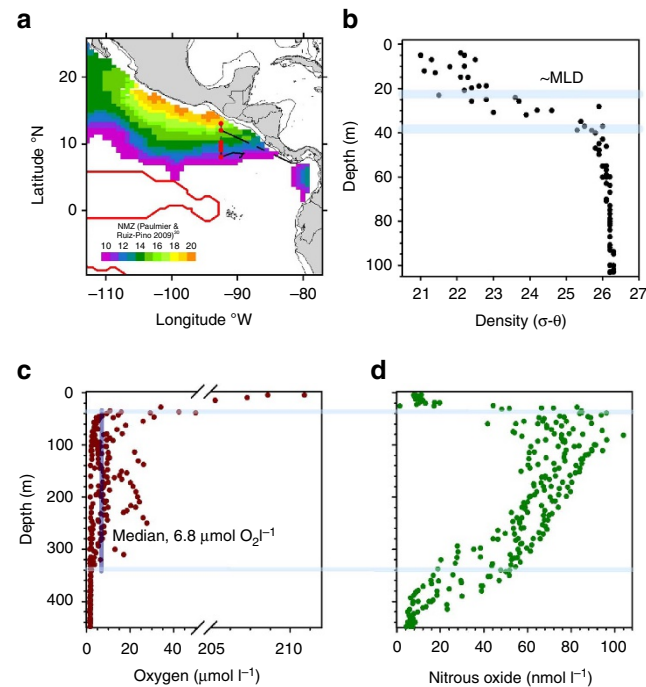 a
Latitude °N
20
10
0
NMZ (Paulmier &
Ruiz-Pino 2009)
10 12 14 16 18 20
−110 −100 −90 −80
Longitude °W
b
Depth (m)
0
20
40
60
80
100
~MLD
21 22 23 24 25 26 27
Density (σ-θ)
c
Depth (m)
0
100
200
300
400
Median, 6.8 μmol O₂l⁻¹
0 20 40 205 210
Oxygen (μmol l⁻¹)
d
0 20 40 60 80 100
Nitrous oxide (nmol l⁻¹)